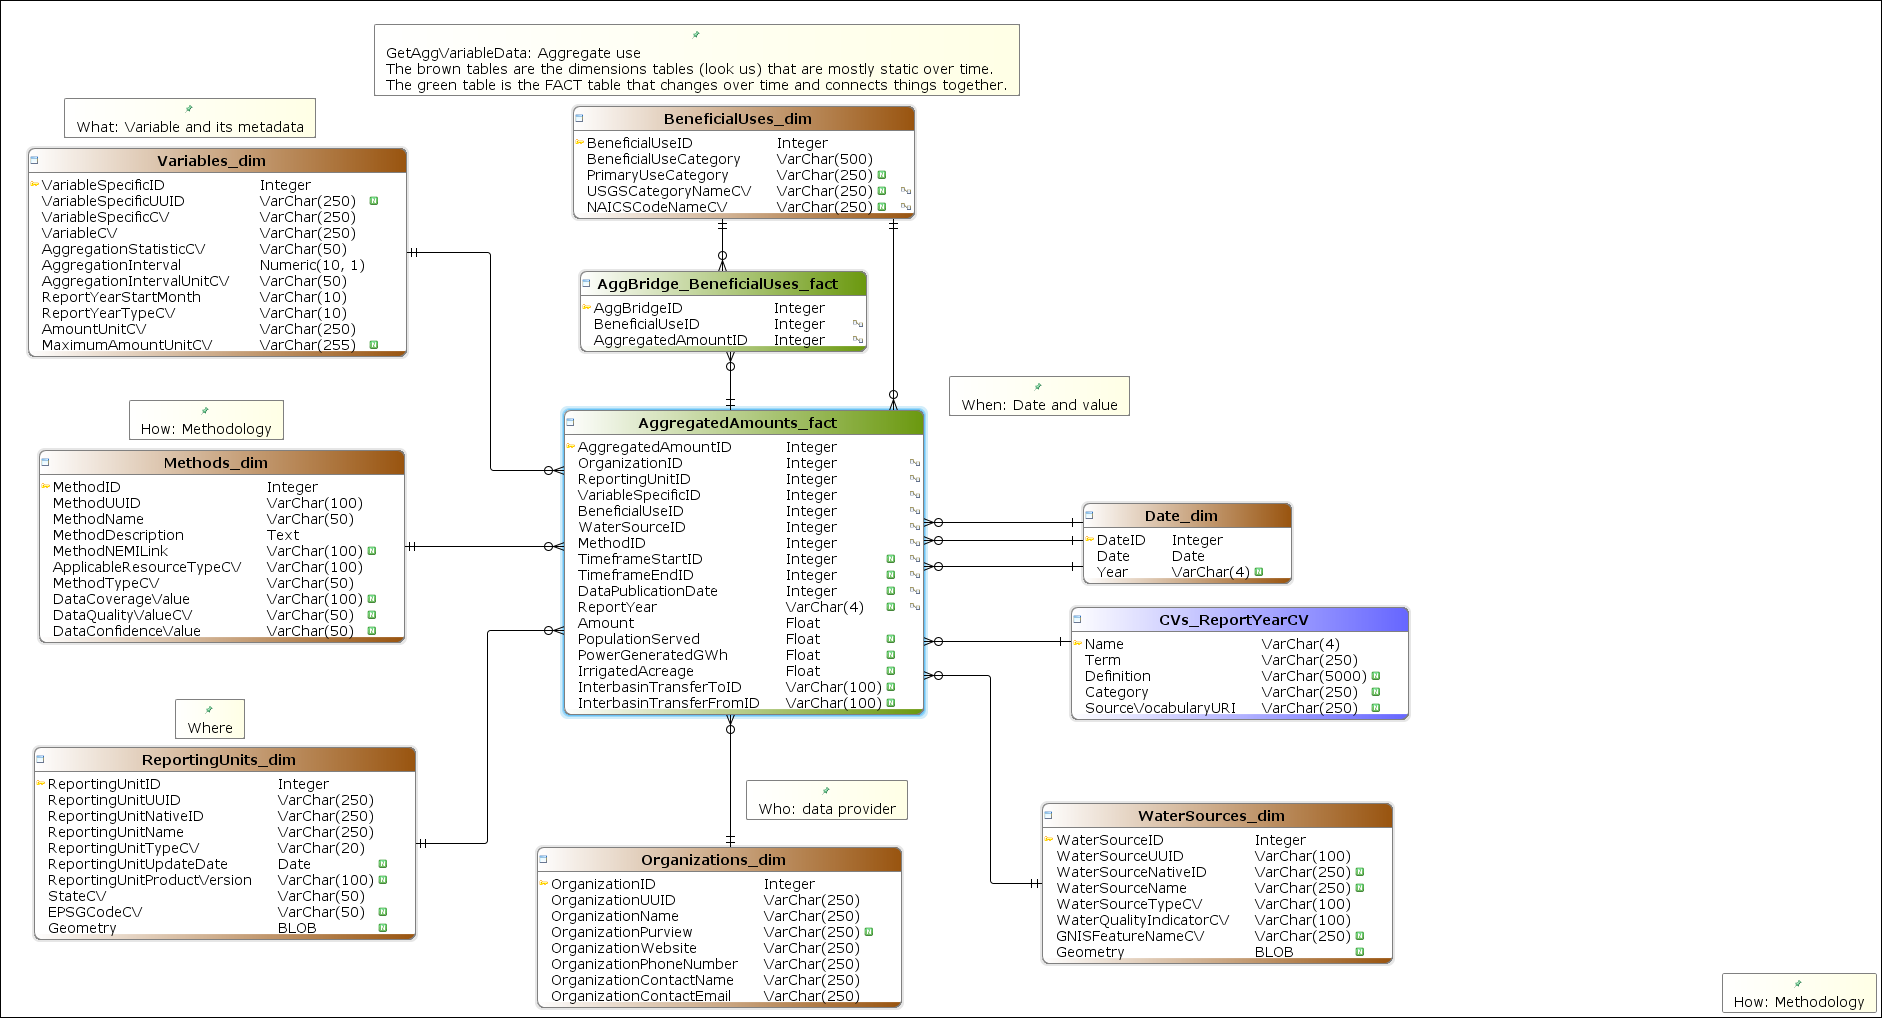 GetAggVariableData: Aggregate use
The brown tables are the dimensions tables (look us) that are mostly static over time.
The green table is the FACT table that changes over time and connects things together.
What: Variable and its metadata
Variables_dim
VariableSpecificID Integer
VariableSpecificUUID VarChar(250) N
VariableSpecificCV VarChar(250)
VariableCV VarChar(250)
AggregationStatisticCV VarChar(50)
AggregationInterval Numeric(10, 1)
AggregationIntervalUnitCV VarChar(50)
ReportYearStartMonth VarChar(10)
ReportYearTypeCV VarChar(10)
AmountUnitCV VarChar(250)
MaximumAmountUnitCV VarChar(255) N
BeneficialUses_dim
BeneficialUseID Integer
BeneficialUseCategory VarChar(500)
PrimaryUseCategory VarChar(250) N
USGSCategoryNameCV VarChar(250) N
NAICSCodeNameCV VarChar(250) N
AggBridge_BeneficialUses_fact
AggBridgeID Integer
BeneficialUseID Integer
AggregatedAmountID Integer
When: Date and value
How: Methodology
Methods_dim
MethodID Integer
MethodUUID VarChar(100)
MethodName VarChar(50)
MethodDescription Text
MethodNEMILink VarChar(100) N
ApplicableResourceTypeCV VarChar(100)
MethodTypeCV VarChar(50)
DataCoverageValue VarChar(100) N
DataQualityValueCV VarChar(50) N
DataConfidenceValue VarChar(50) N
AggregatedAmounts_fact
AggregatedAmountID Integer
OrganizationID Integer
ReportingUnitID Integer
VariableSpecificID Integer
BeneficialUseID Integer
WaterSourceID Integer
MethodID Integer
TimeframeStartID Integer N
TimeframeEndID Integer N
DataPublicationDate Integer N
ReportYear VarChar(4) N
Amount Float
PopulationServed Float N
PowerGeneratedGWh Float N
IrrigatedAcreage Float N
InterbasinTransferToID VarChar(100) N
InterbasinTransferFromID VarChar(100) N
Date_dim
DateID Integer
Date Date
Year VarChar(4) N
CVs_ReportYearCV
Name VarChar(4)
Term VarChar(250)
Definition VarChar(5000) N
Category VarChar(250) N
SourceVocabularyURI VarChar(250) N
Where
ReportingUnits_dim
ReportingUnitID Integer
ReportingUnitUUID VarChar(250)
ReportingUnitNativeID VarChar(250)
ReportingUnitName VarChar(250)
ReportingUnitTypeCV VarChar(20)
ReportingUnitUpdateDate Date N
ReportingUnitProductVersion VarChar(100) N
StateCV VarChar(50)
EPSGCodeCV VarChar(50) N
Geometry BLOB N
Who: data provider
Organizations_dim
OrganizationID Integer
OrganizationUUID VarChar(250)
OrganizationName VarChar(250)
OrganizationPurview VarChar(250) N
OrganizationWebsite VarChar(250)
OrganizationPhoneNumber VarChar(250)
OrganizationContactName VarChar(250)
OrganizationContactEmail VarChar(250)
WaterSources_dim
WaterSourceID Integer
WaterSourceUUID VarChar(100)
WaterSourceNativeID VarChar(250) N
WaterSourceName VarChar(250) N
WaterSourceTypeCV VarChar(100)
WaterQualityIndicatorCV VarChar(100)
GNISFeatureNameCV VarChar(250) N
Geometry BLOB N
How: Methodology